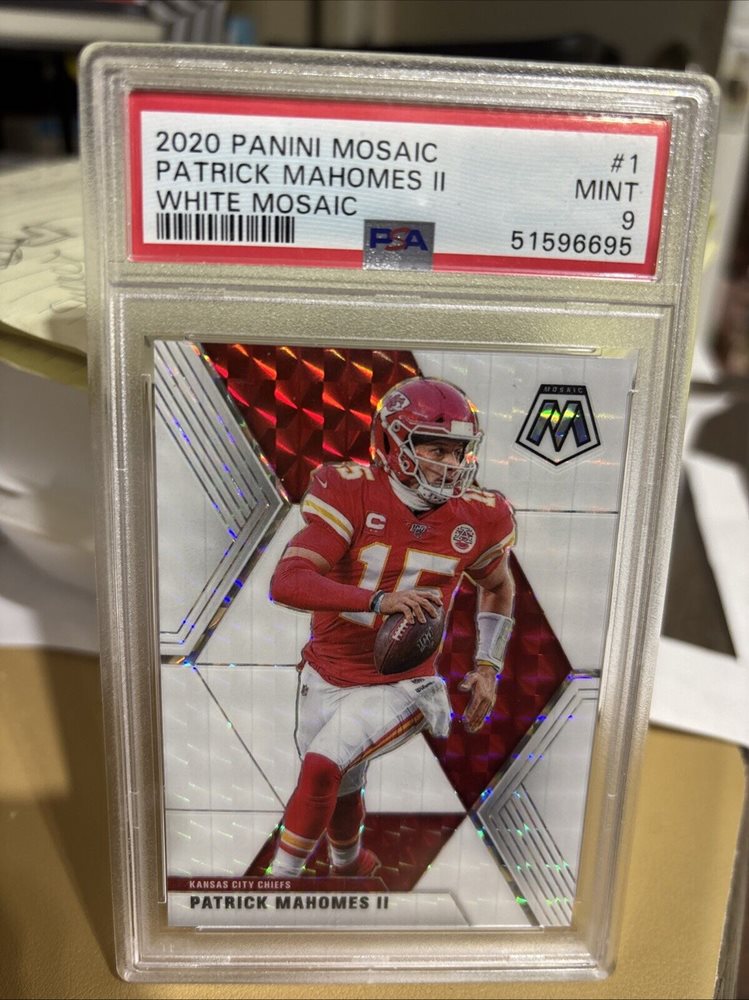 2020 PANINI MOSAIC #1
PATRICK MAHOMES II MINT
WHITE MOSAIC 9
PSA 51596695
MOSAIC
M
C
15
15
KANSAS CITY CHIEFS
PATRICK MAHOMES II